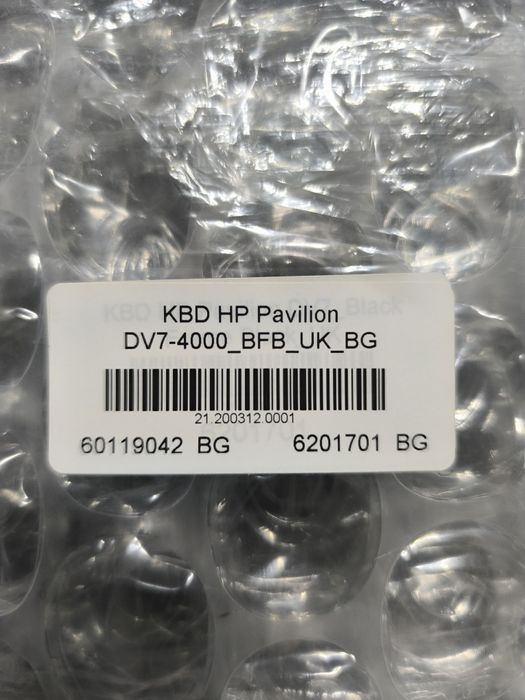 KBD HP Pavilion
DV7-4000_BFB_UK_BG
21.200312.0001
60119042 BG 6201701 BG